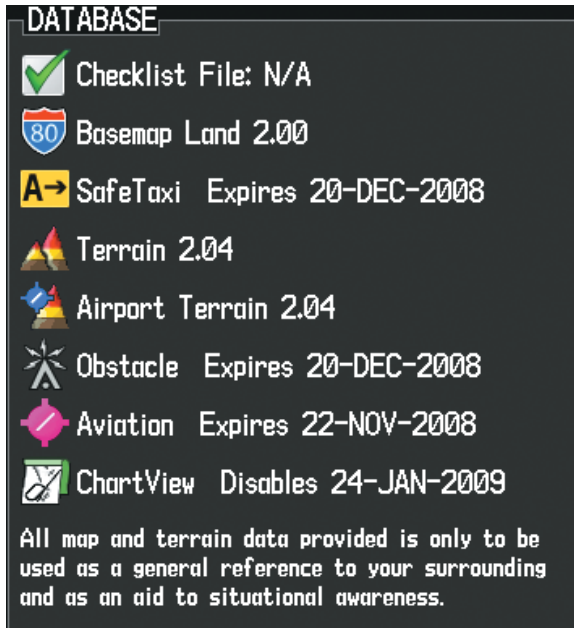 DATABASE
Checklist File: N/A
80 Basemap Land 2.00
A→ SafeTaxi Expires 20-DEC-2008
Terrain 2.04
Airport Terrain 2.04
Obstacle Expires 20-DEC-2008
Aviation Expires 22-NOV-2008
ChartView Disables 24-JAN-2009
All map and terrain data provided is only to be
used as a general reference to your surrounding
and as an aid to situational awareness.